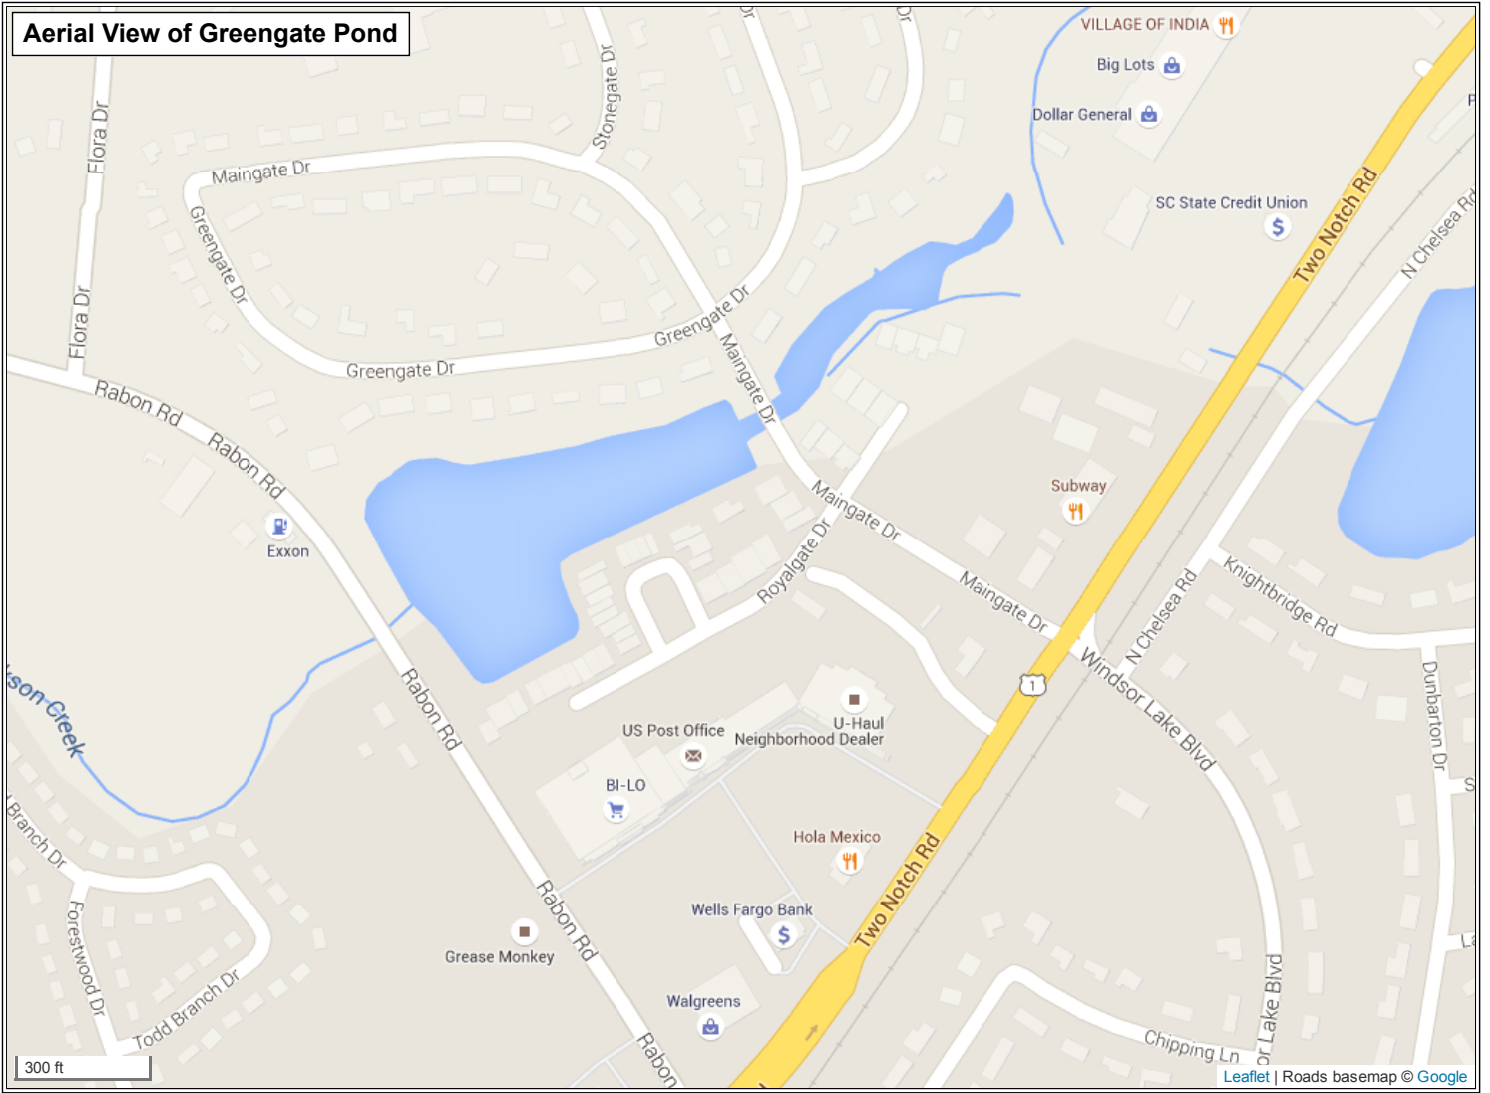 Aerial View of Greengate Pond
VILLAGE OF INDIA
Big Lots
Dollar General
SC State Credit Union
Two Notch Rd
N Chelsea Rd
Flora Dr
Stonegate Dr
Dr
Dr
Maingate Dr
Greengate Dr
Flora Dr
Greengate Dr
Greengate Dr
Maingate Dr
Rabon Rd
Rabon Rd
Exxon
Maingate Dr
Subway
Royalgate Dr
Maingate Dr
Knightbridge Rd
N Chelsea Rd
Windsor Lake Blvd
Dunbarton Dr
1
Rabon Rd
kson Creek
US Post Office
U-Haul
Neighborhood Dealer
BI-LO
Hola Mexico
Two Notch Rd
Branch Dr
Forestwood Dr
Todd Branch Dr
Rabon Rd
Grease Monkey
Wells Fargo Bank
Walgreens
Rabon
Chipping Ln
or Lake Blvd
300 ft
Leaflet | Roads basemap © Google